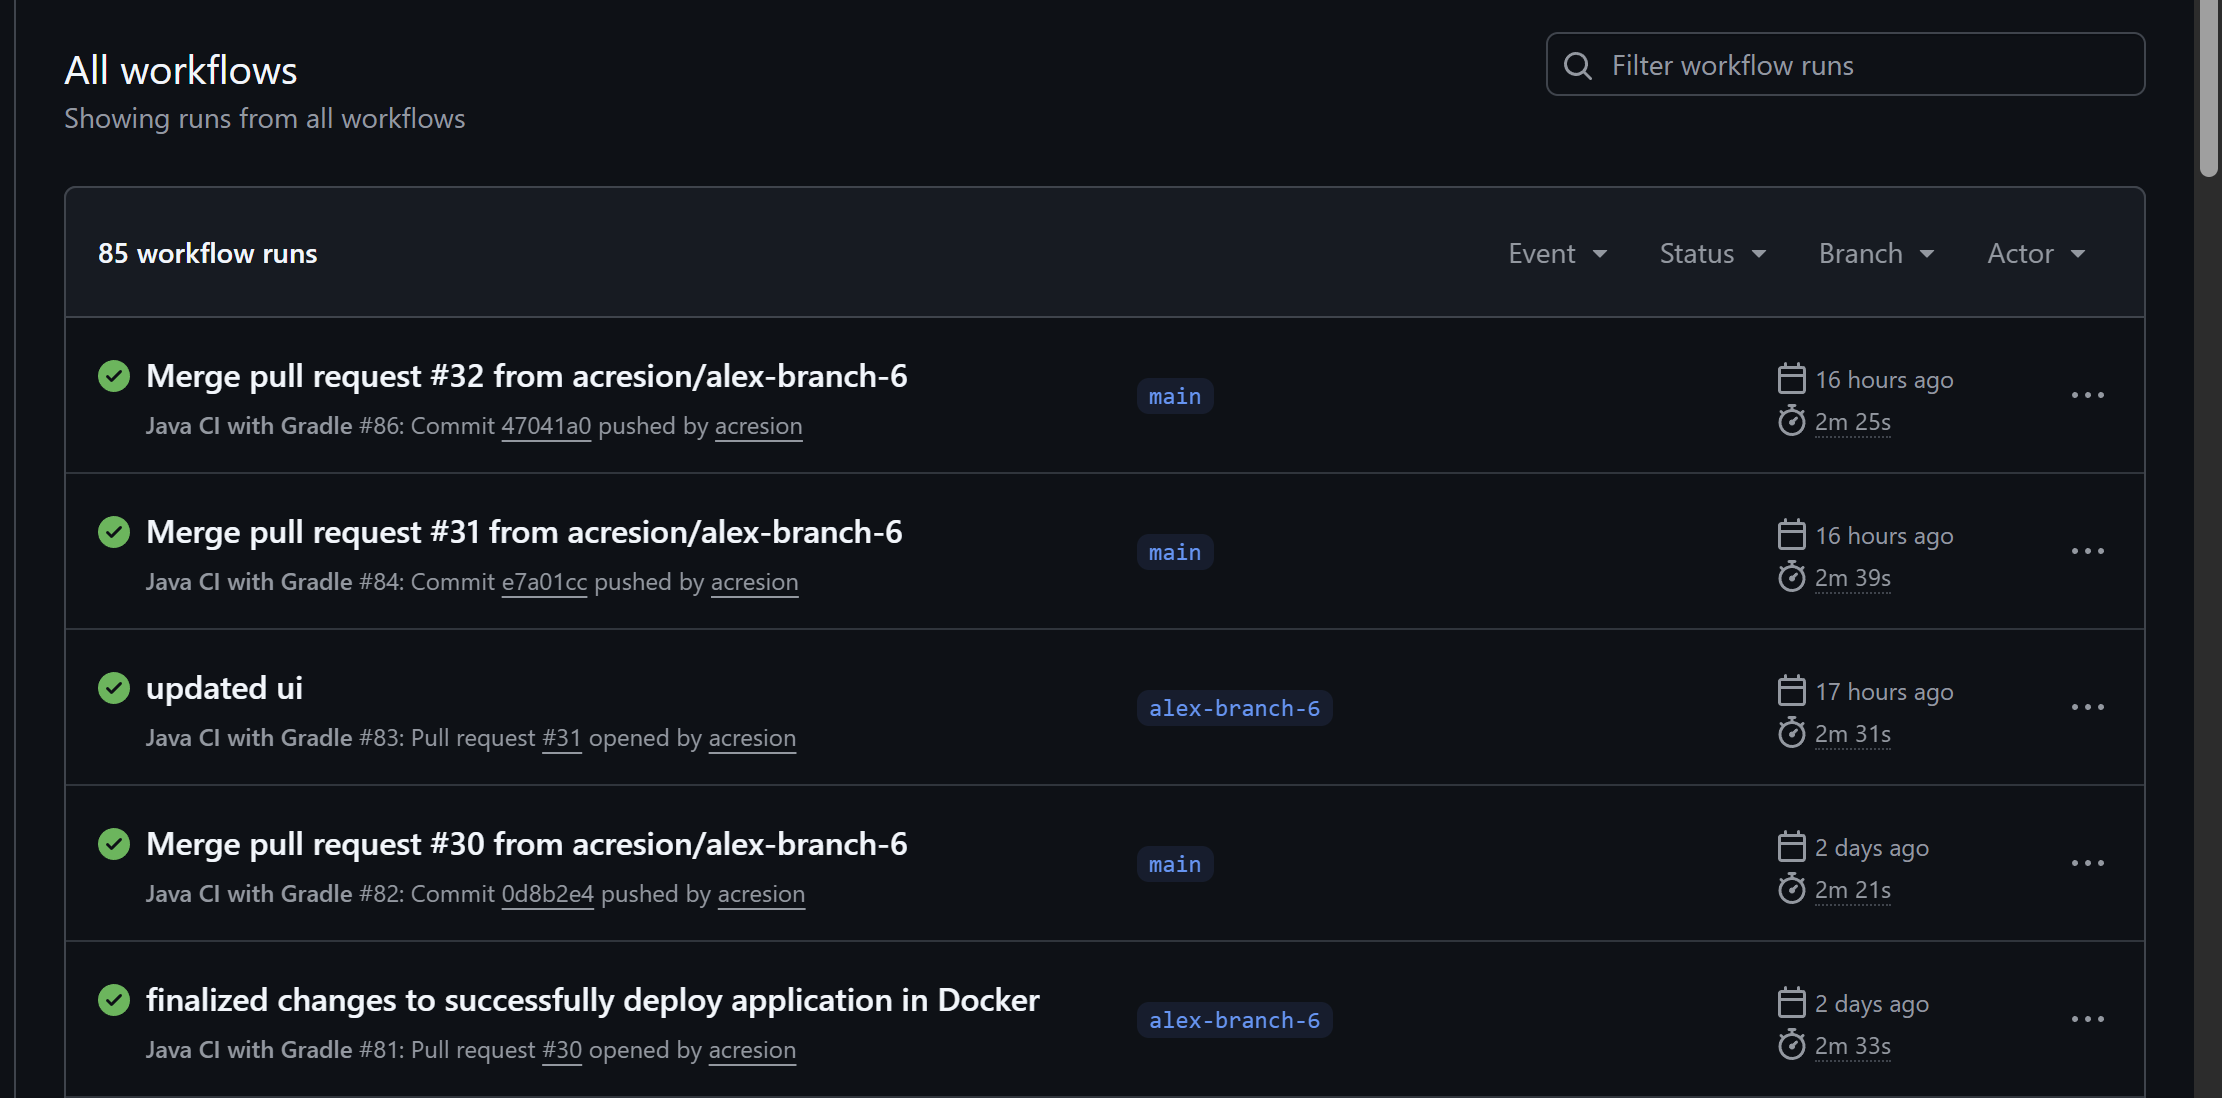 All workflows
Showing runs from all workflows
Filter workflow runs
85 workflow runs
Event Status Branch Actor
Merge pull request #32 from acresion/alex-branch-6
Java CI with Gradle #86: Commit 47041a0 pushed by acresion
main
16 hours ago
2m 25s
Merge pull request #31 from acresion/alex-branch-6
Java CI with Gradle #84: Commit e7a01cc pushed by acresion
main
16 hours ago
2m 39s
updated ui
Java CI with Gradle #83: Pull request #31 opened by acresion
alex-branch-6
17 hours ago
2m 31s
Merge pull request #30 from acresion/alex-branch-6
Java CI with Gradle #82: Commit 0d8b2e4 pushed by acresion
main
2 days ago
2m 21s
finalized changes to successfully deploy application in Docker
Java CI with Gradle #81: Pull request #30 opened by acresion
alex-branch-6
2 days ago
2m 33s